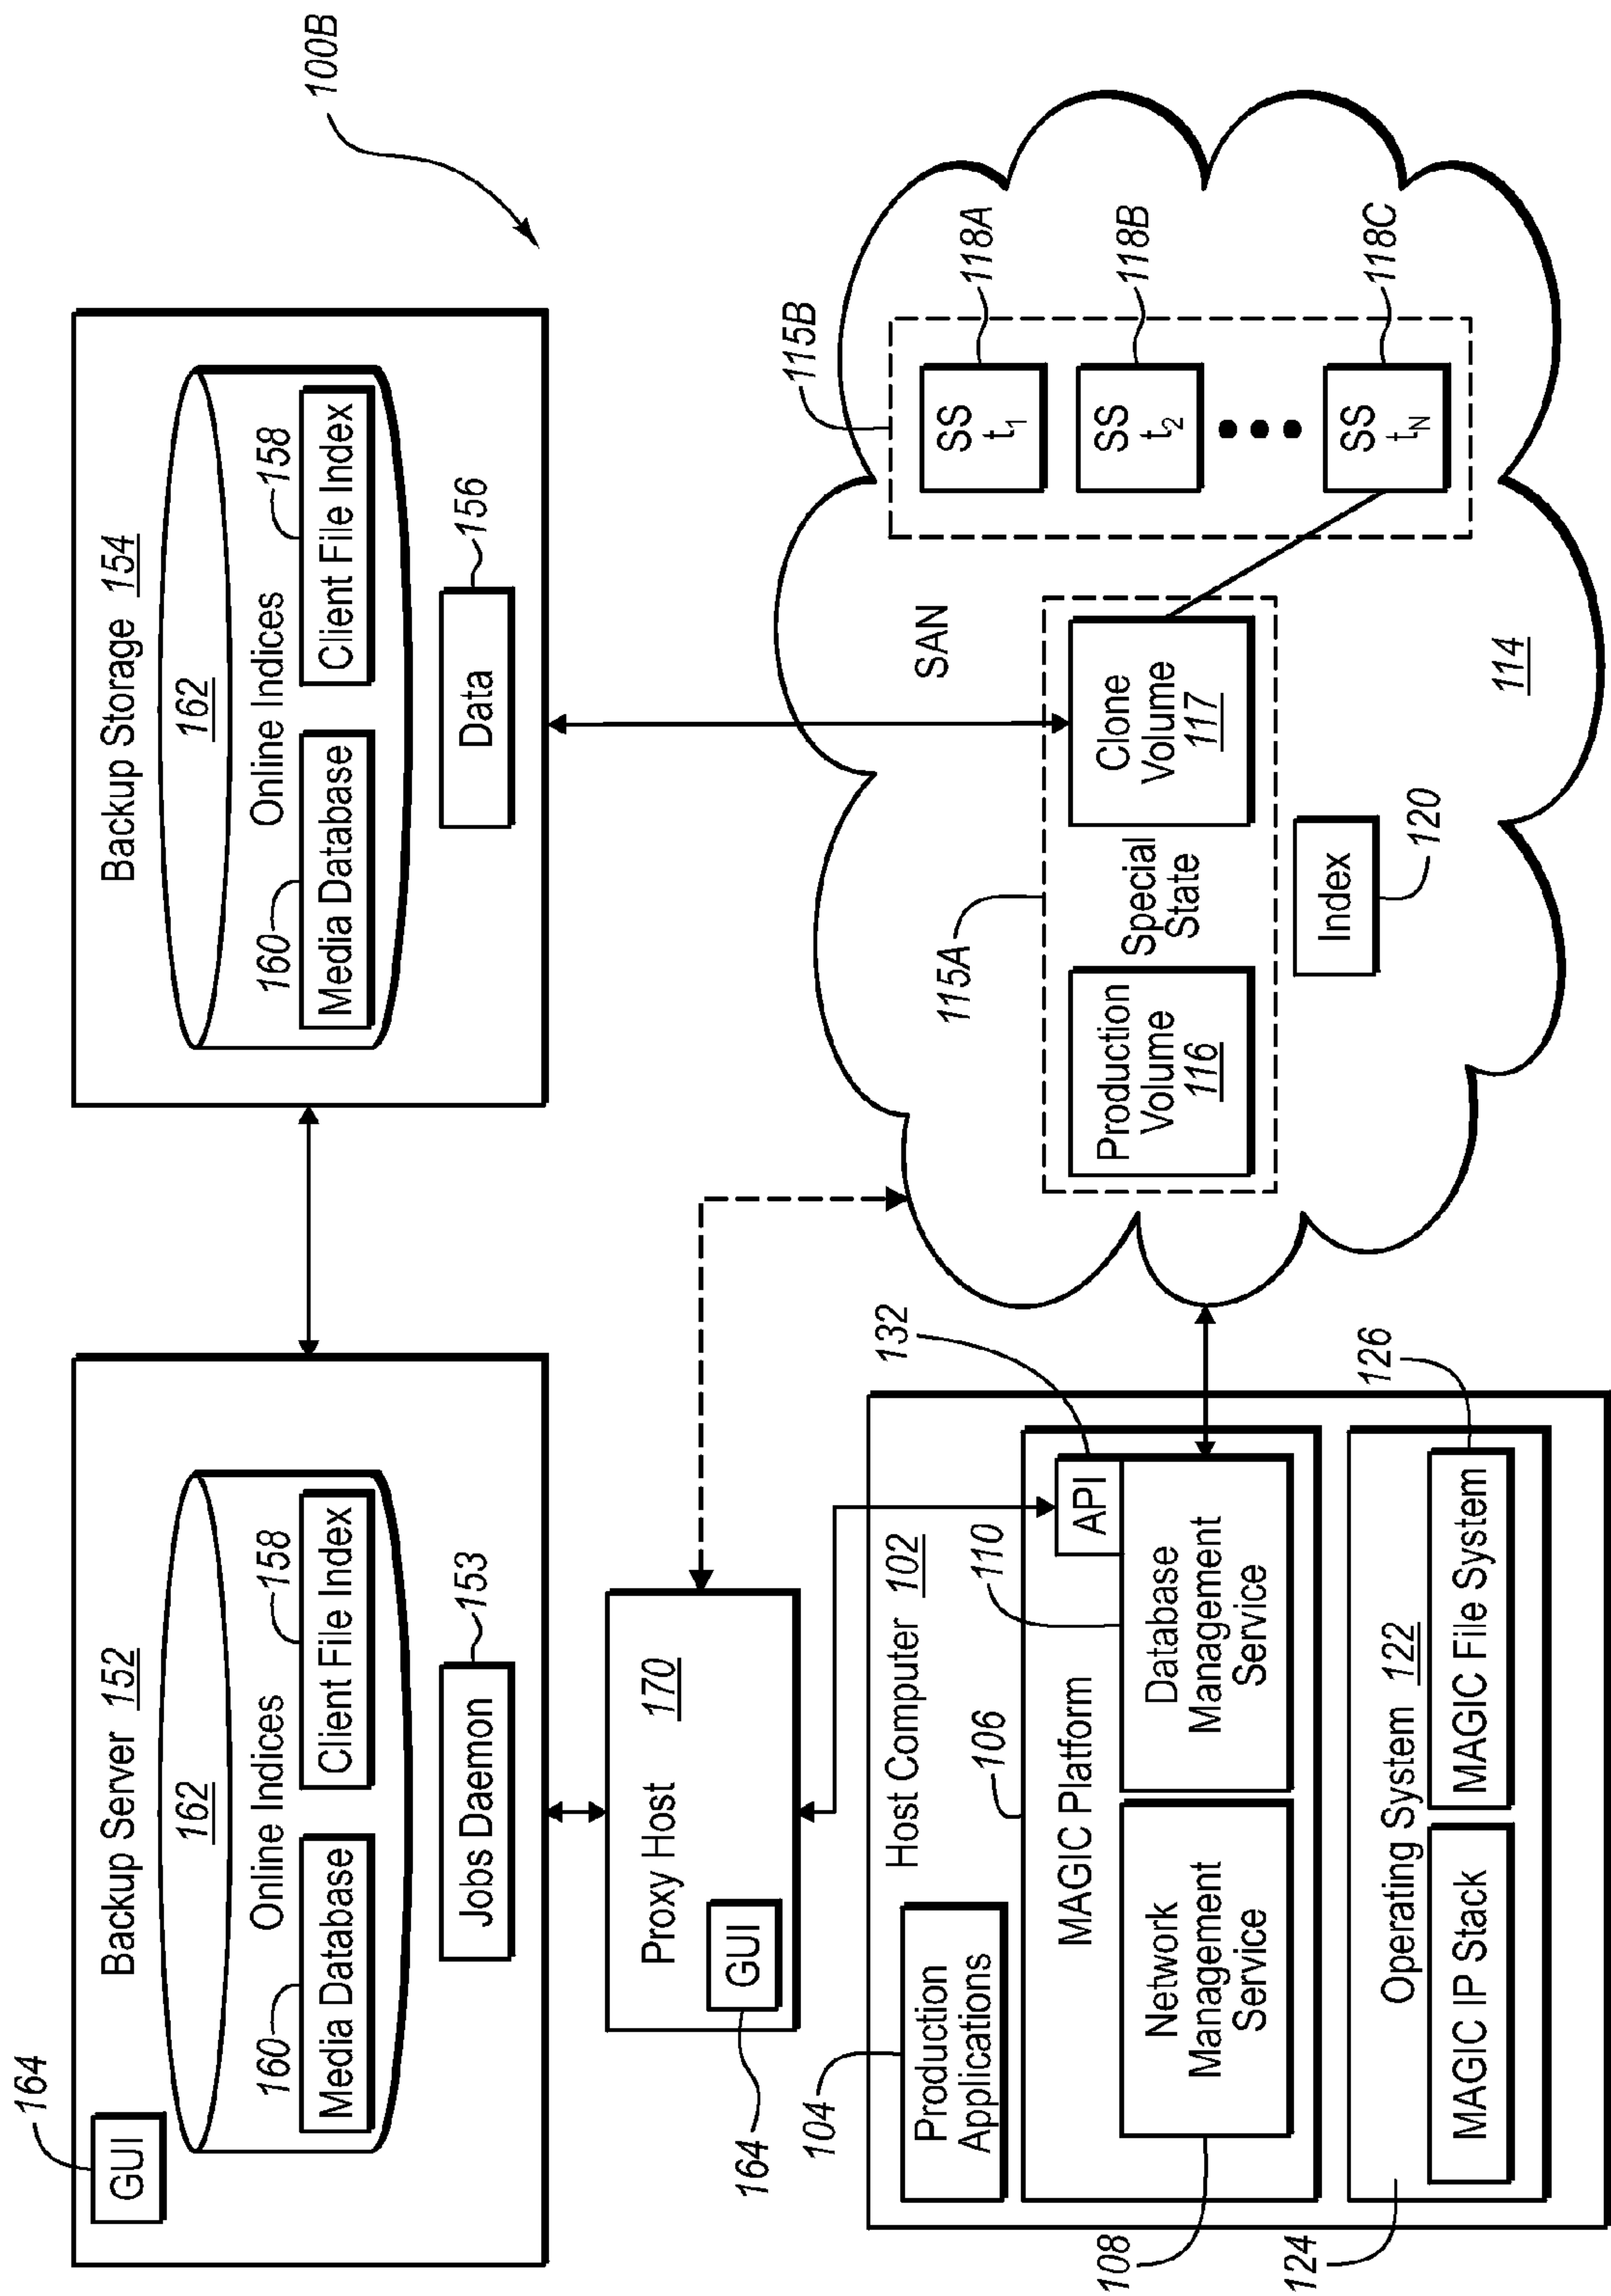 100B
164
GUI
Backup Server 152
162
Online Indices
160
158
Media Database
Client File Index
Jobs Daemon
153
Backup Storage 154
162
Online Indices
160
158
Media Database
Client File Index
Data
156
Proxy Host
170
GUI
164
Host Computer 102
104
Production
Applications
106
MAGIC Platform
110
132
API
Network
Management
Service
Database
Management
Service
108
Operating System 122
126
MAGIC IP Stack
MAGIC File System
124
SAN
115A
115B
Production
Volume
116
Special
State
Clone
Volume
117
SS
t1
118A
SS
t2
118B
SS
tN
118C
Index
120
114